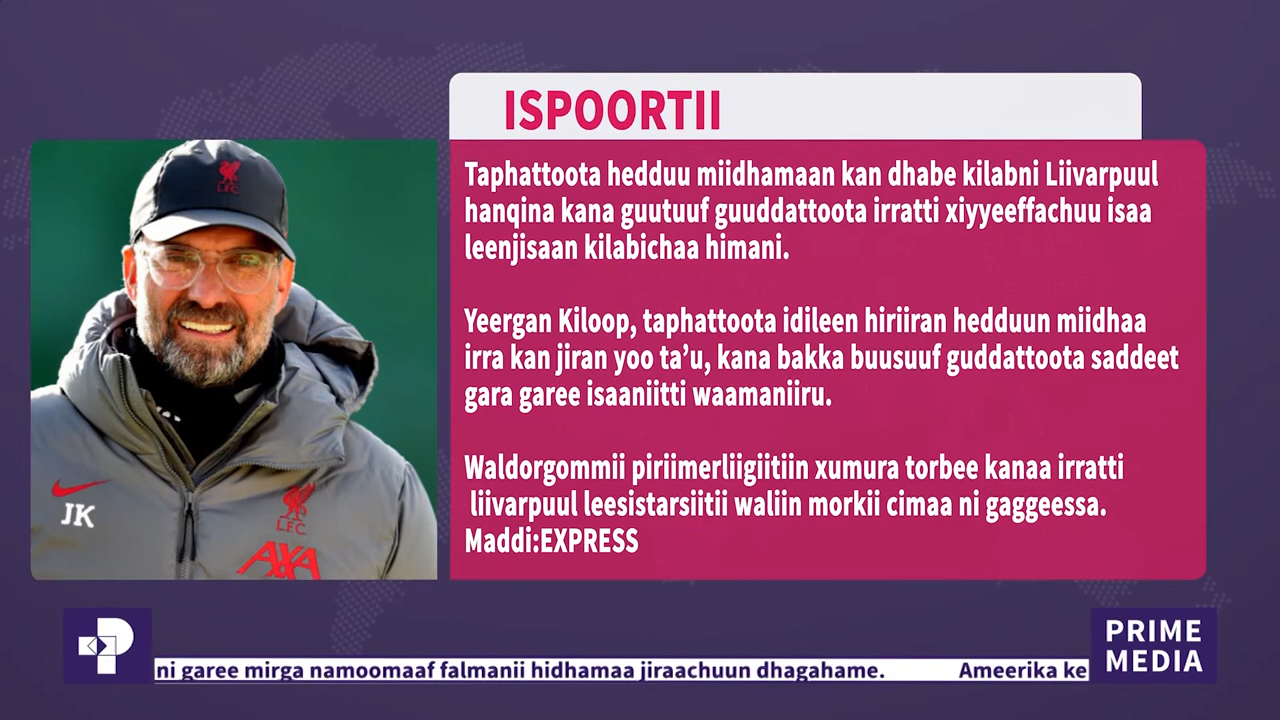 ISPOORTII
Taphattoota hedduu miidhamaan kan dhabe kilabni Liivarpuul
hanqina kana guutuuf guuddattoota irratti xiyyeeffachuu isaa
leenjisaan kilabichaa himani.
Yeergan Kiloop, taphattoota idileen hiriiran hedduun miidhaa
irra kan jiran yoo ta’u, kana bakka buusuuf guddattoota saddeet
gara garee isaaniitti waamaniiru.
Waldorgommii piriimerliigiitiin xumura torbee kanaa irratti
liivarpuul leesistarsiitii waliin morkii cimaa ni gaggeessa.
Maddi:EXPRESS
L.F.C.
JK
L.F.C.
AXA
PRIME
MEDIA
ni garee mirga namoomaaf falmanii hidhamaa jiraachuun dhagahame. Ameerika ke